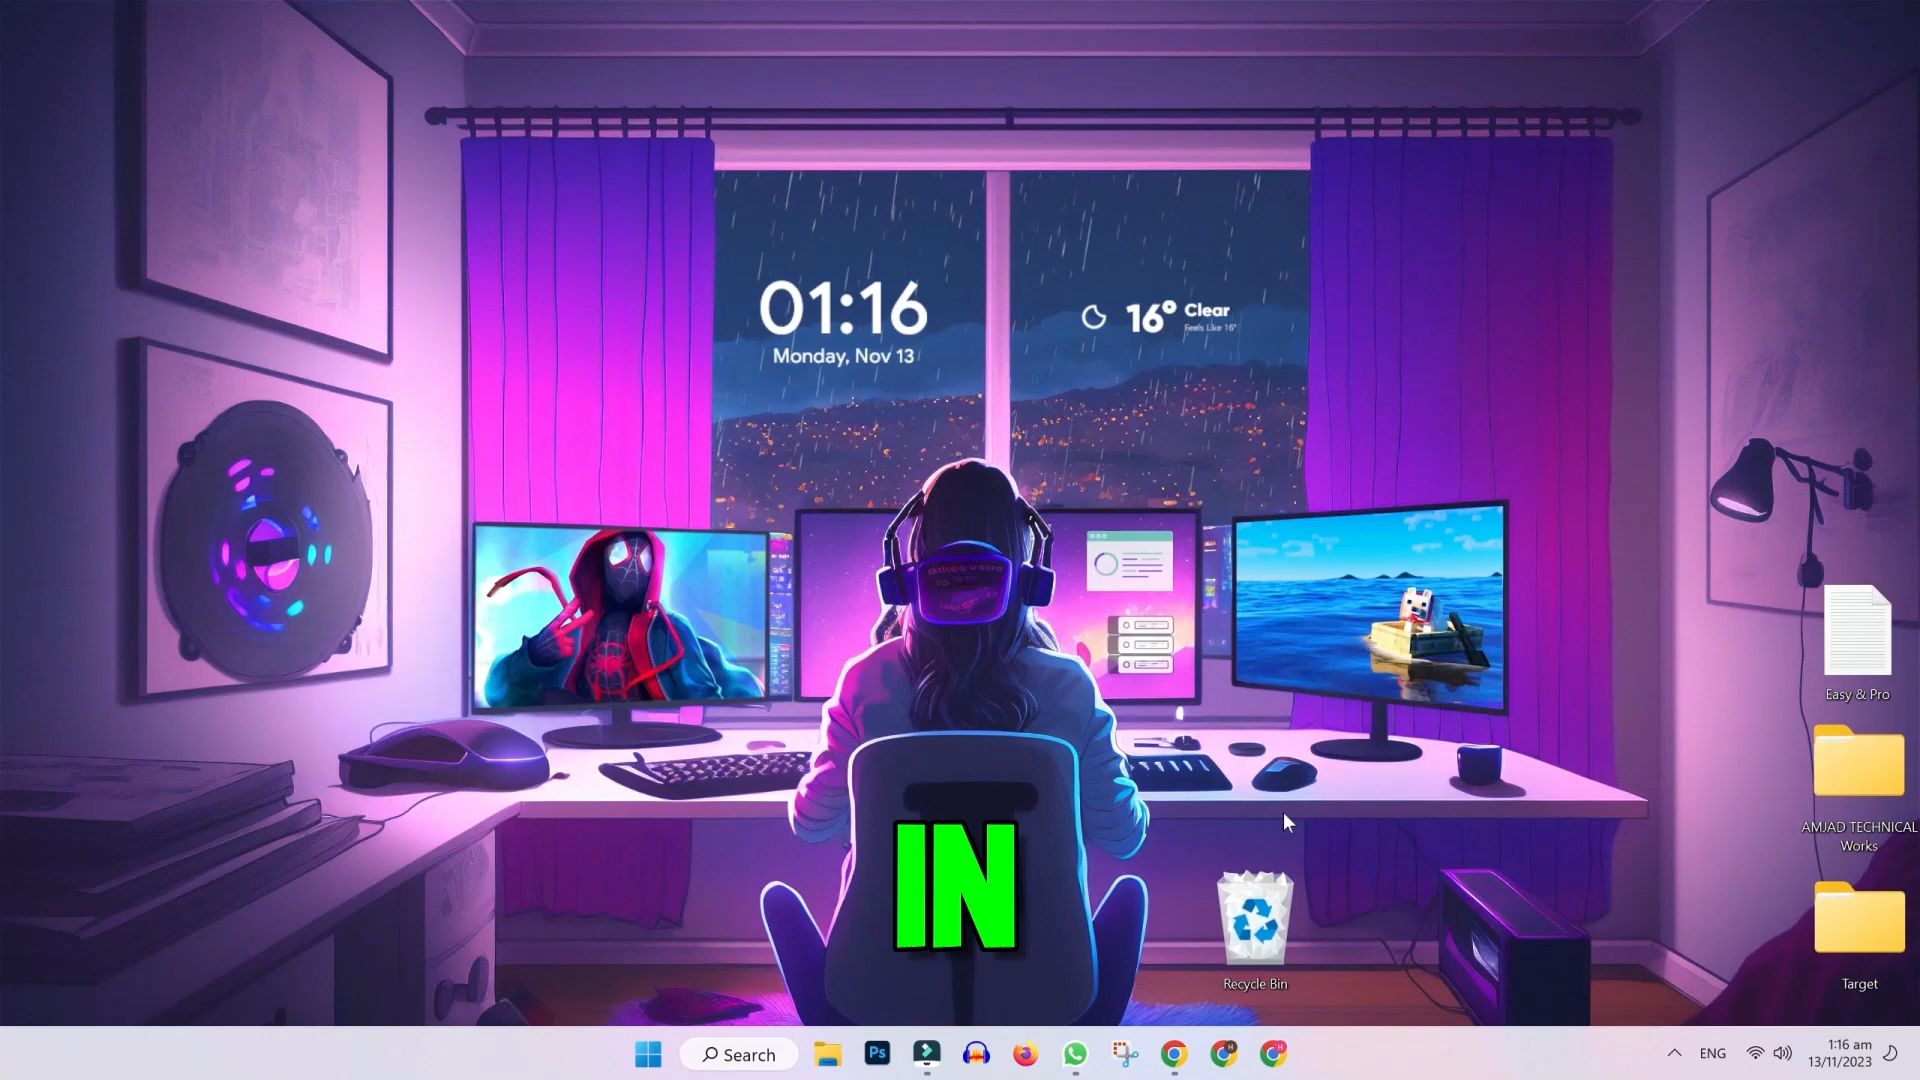 01:16
Monday, Nov 13
16° Clear
Feels Like 16°
Easy & Pro
AMJAD TECHNICAL
Works
IN
Recycle Bin
Target
Search
Ps
H
H
ENG
1:16 am
13/11/2023